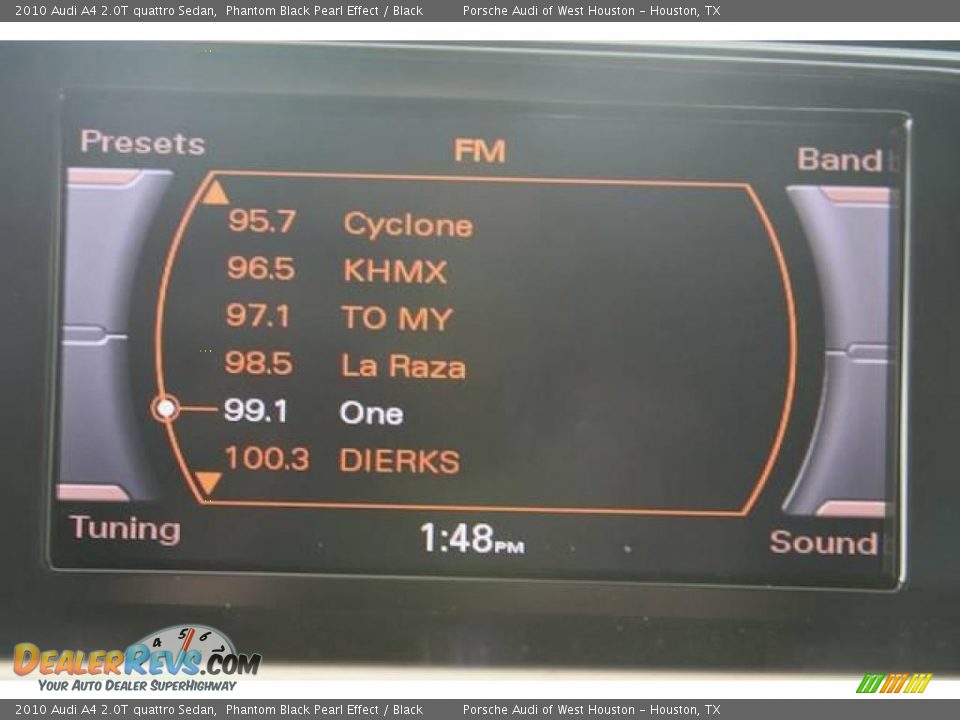 2010 Audi A4 2.0T quattro Sedan, Phantom Black Pearl Effect / Black Porsche Audi of West Houston - Houston, TX
Presets FM Band
95.7 Cyclone
96.5 KHMX
97.1 TO MY
98.5 La Raza
99.1 One
100.3 DIERKS
Tuning 1:48PM Sound
4 5 6
DealerRevs.com
Your Auto Dealer SuperHighway
2010 Audi A4 2.0T quattro Sedan, Phantom Black Pearl Effect / Black Porsche Audi of West Houston - Houston, TX